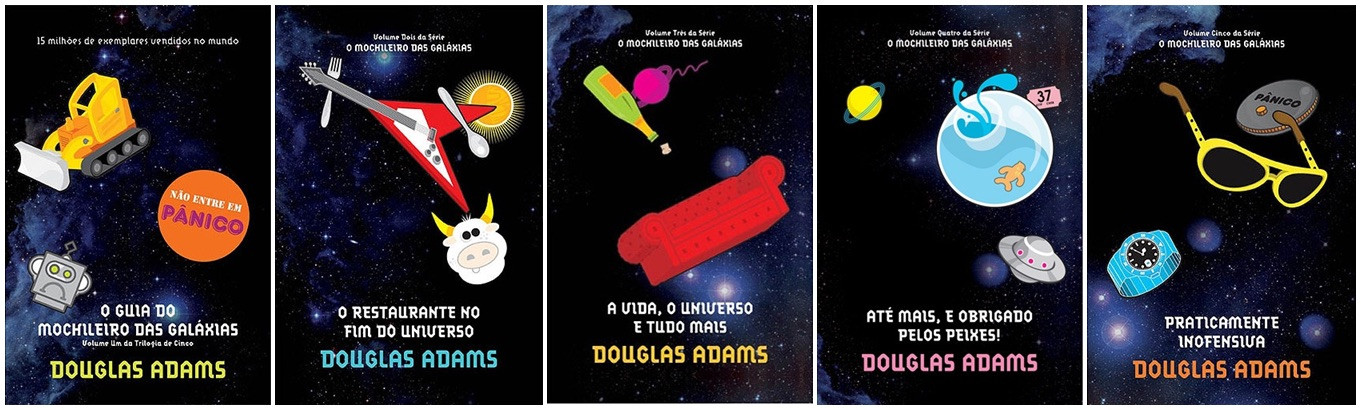 15 milhões de exemplares vendidos no mundo
NÃO ENTRE EM
PÂNICO
O GUIA DO
MOCHILEIRO DAS GALÁXIAS
Volume Um da Trilogia de Cinco
DOUGLAS ADAMS
Volume Dois da Série
O MOCHILEIRO DAS GALÁXIAS
O RESTAURANTE NO
FIM DO UNIVERSO
DOUGLAS ADAMS
Volume Três da Série
O MOCHILEIRO DAS GALÁXIAS
A VIDA, O UNIVERSO
E TUDO MAIS
DOUGLAS ADAMS
Volume Quatro da Série
O MOCHILEIRO DAS GALÁXIAS
37
ATÉ MAIS, E OBRIGADO
PELOS PEIXES!
DOUGLAS ADAMS
Volume Cinco da Série
O MOCHILEIRO DAS GALÁXIAS
PÂNICO
PRATICAMENTE
INOFENSIVA
DOUGLAS ADAMS